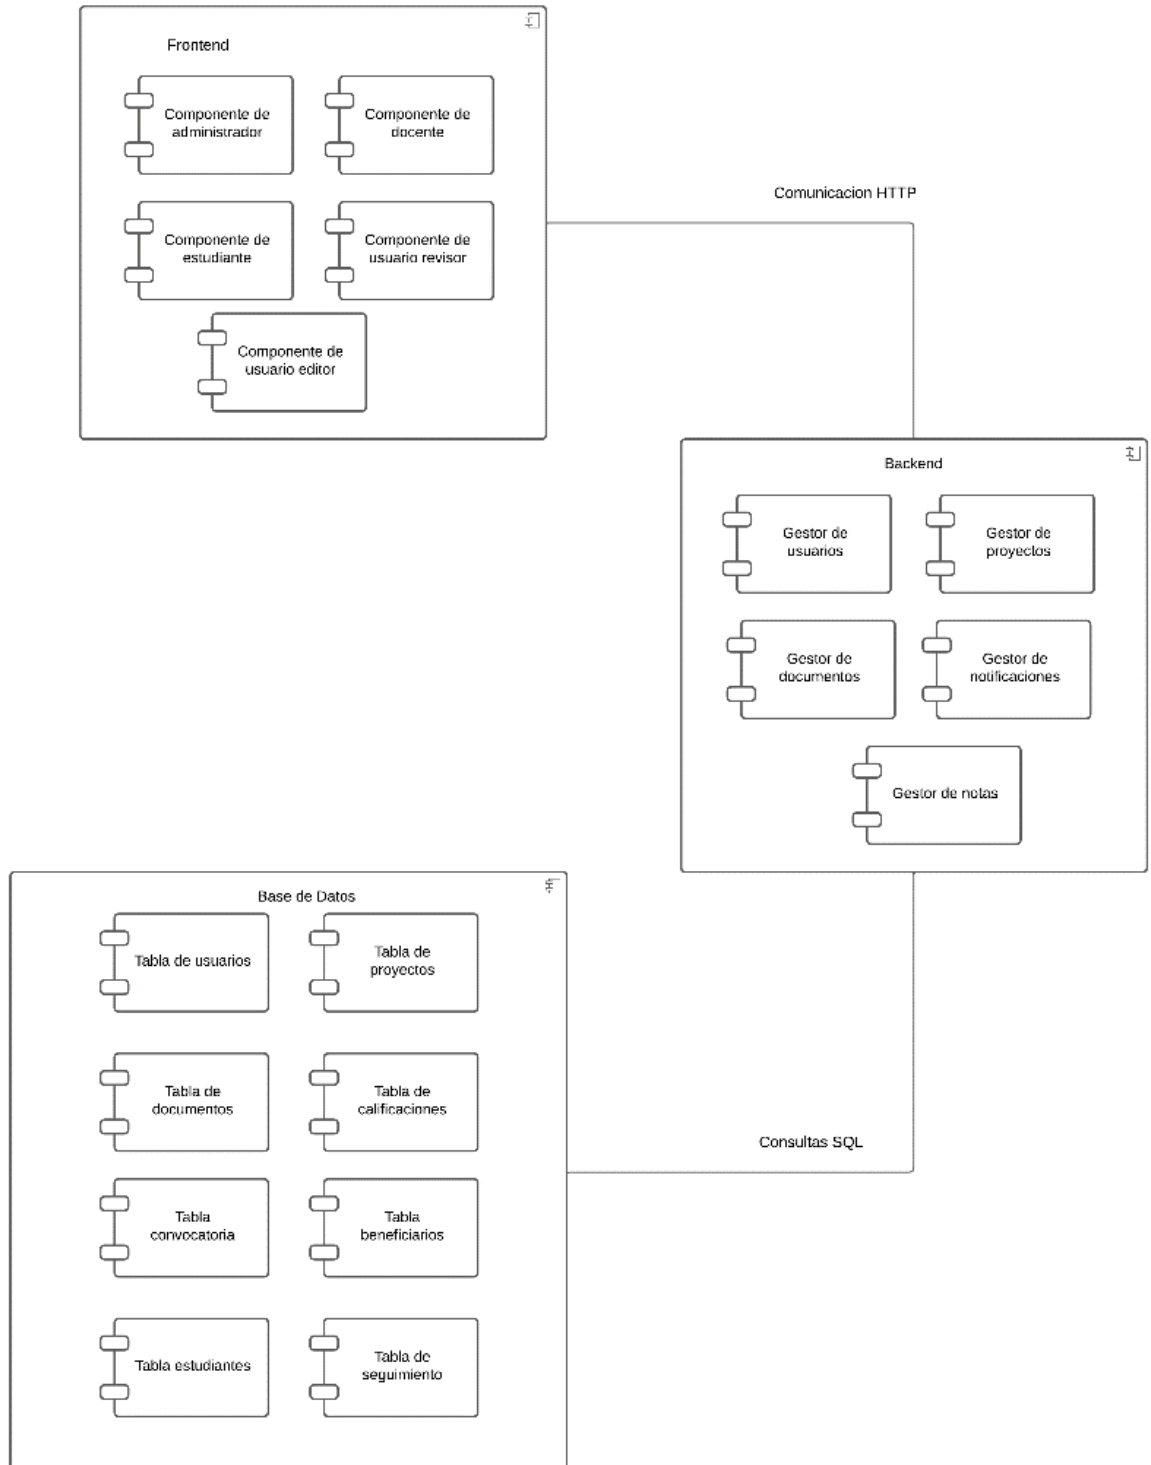 Frontend
Componente de
administrador
Componente de
docente
Componente de
estudiante
Componente de
usuario revisor
Componente de
usuario editor
Comunicacion HTTP
Backend
Gestor de
usuarios
Gestor de
proyectos
Gestor de
documentos
Gestor de
notificaciones
Gestor de notas
Base de Datos
Tabla de usuarios
Tabla de
proyectos
Tabla de
documentos
Tabla de
calificaciones
Tabla
convocatoria
Tabla
beneficiarios
Tabla estudiantes
Tabla de
seguimiento
Consultas SQL